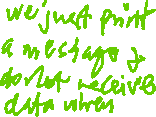 we just print
a message &
do not receive
data when